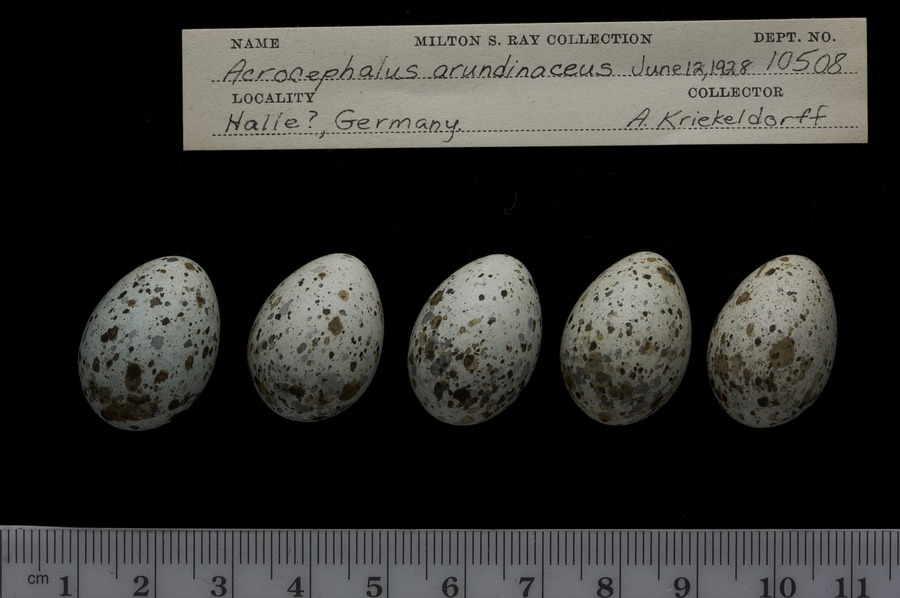 NAME MILTON S. RAY COLLECTION DEPT. NO.
Acrocephalus arundinaceus June 12, 1928 10508
LOCALITY COLLECTOR
Halle?, Germany. A. Kriekeldorff
cm 1 2 3 4 5 6 7 8 9 10 11